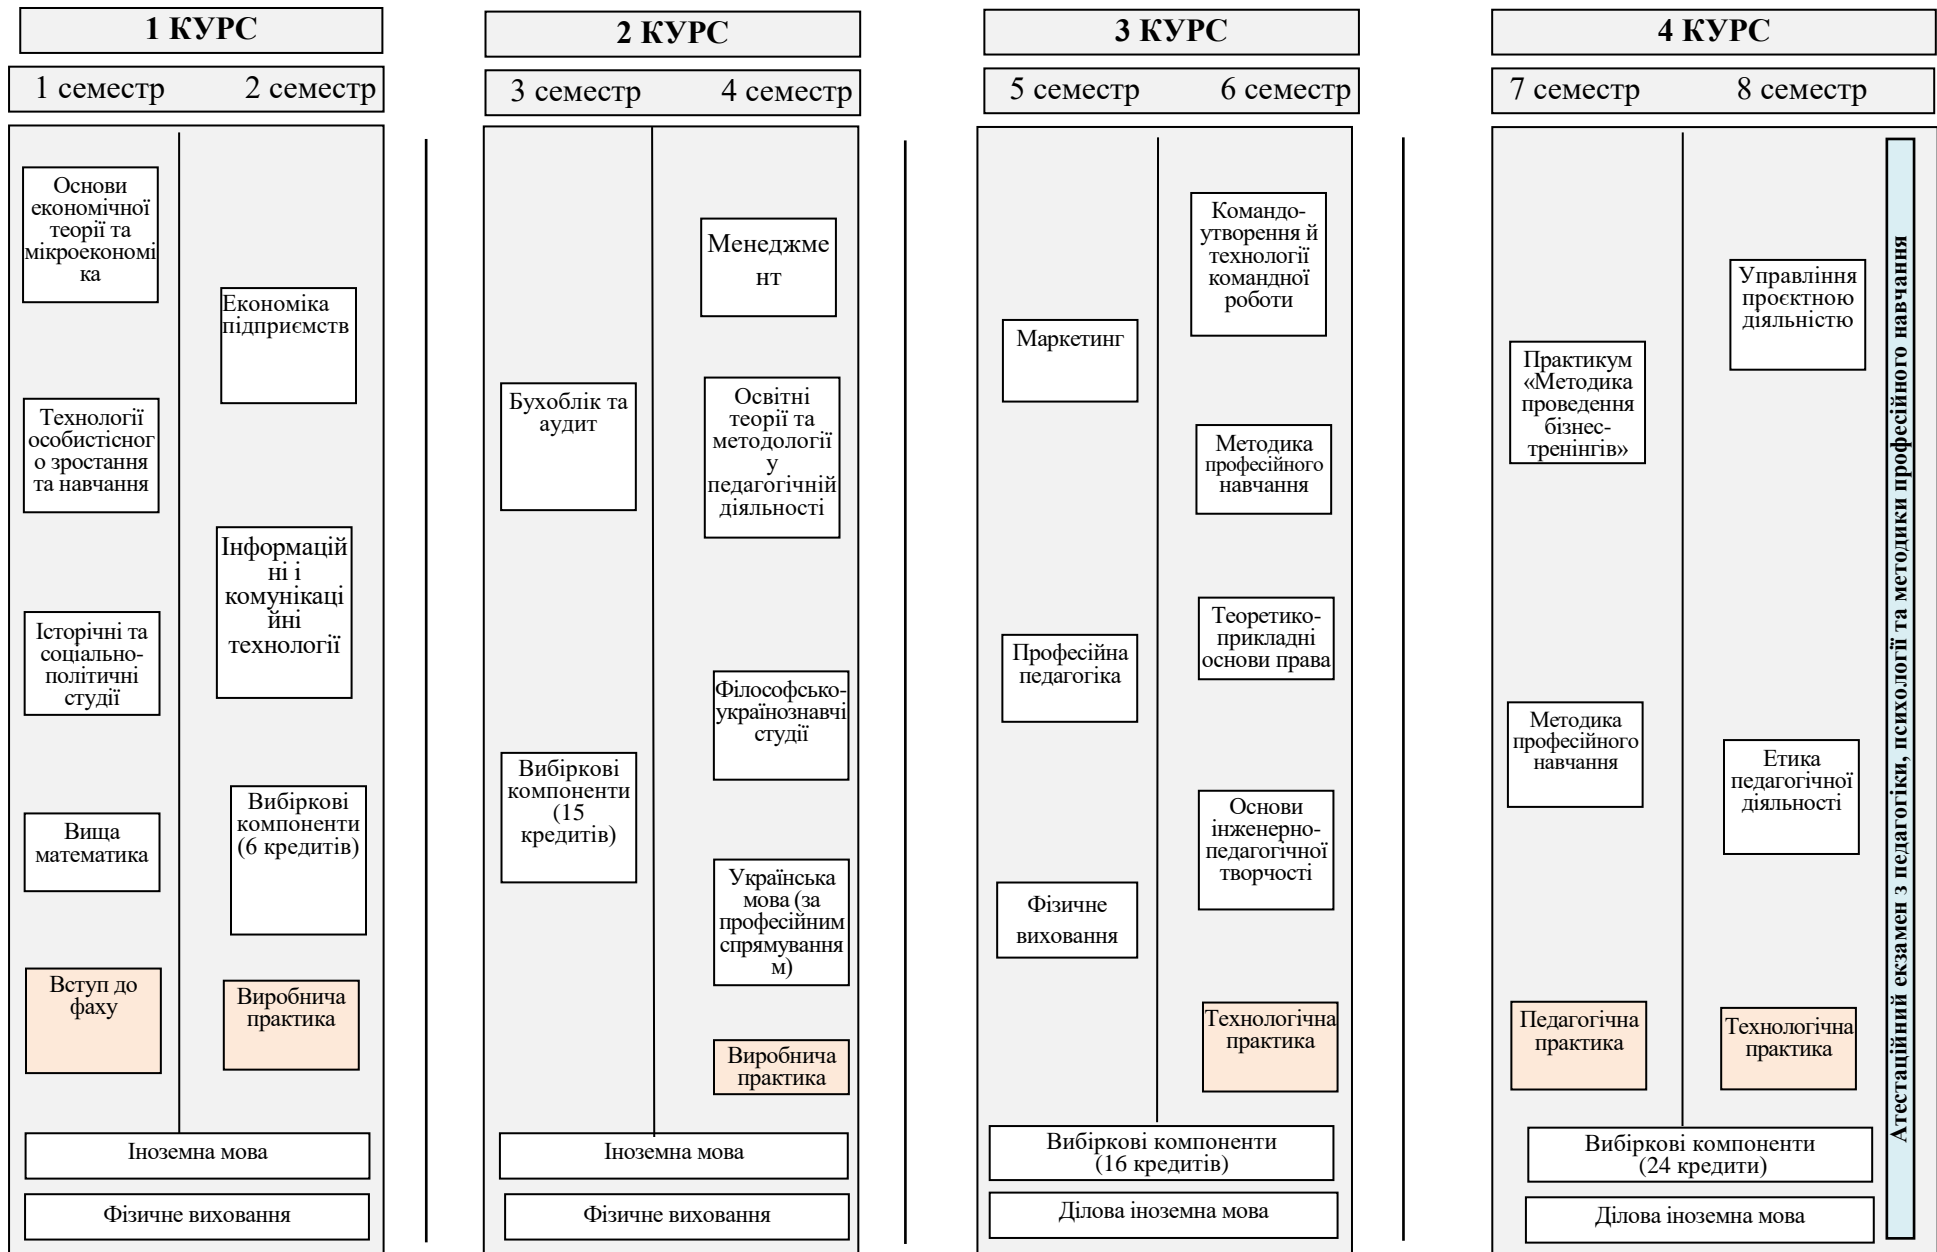 1 КУРС
1 семестр
2 семестр
Основи
економічної
теорії та
мікроекономі
ка
Технології
особистісног
о зростання
та навчання
Історічні та
соціально-
політичні
студії
Вища
математика
Вступ до
фаху
Економіка
підприємств
Інформацій
ні і
комунікаці
йні
технології
Вибіркові
компоненти
(6 кредитів)
Виробнича
практика
Іноземна мова
Фізичне виховання
2 КУРС
3 семестр
4 семестр
Бухоблік та
аудит
Вибіркові
компоненти
(15
кредитів)
Менеджме
нт
Освітні
теорії та
методології
у
педагогічній
діяльності
Філософсько-
українознавчі
студії
Українська
мова (за
професійним
спрямування
м)
Виробнича
практика
Іноземна мова
Фізичне виховання
3 КУРС
5 семестр
6 семестр
Маркетинг
Професійна
педагогіка
Фізичне
виховання
Командо-
утворення й
технології
командної
роботи
Методика
професійного
навчання
Теоретико-
прикладні
основи права
Основи
інженерно-
педагогічної
творчості
Технологічна
практика
Вибіркові компоненти
(16 кредитів)
Ділова іноземна мова
4 КУРС
7 семестр
8 семестр
Практикум
«Методика
проведення
бізнес-
тренінгів»
Методика
професійного
навчання
Педагогічна
практика
Управління
проєктною
діяльністю
Етика
педагогічної
діяльності
Технологічна
практика
Вибіркові компоненти
(24 кредити)
Ділова іноземна мова
Атестаційний екзамен з педагогіки, психології та методики професійного навчання